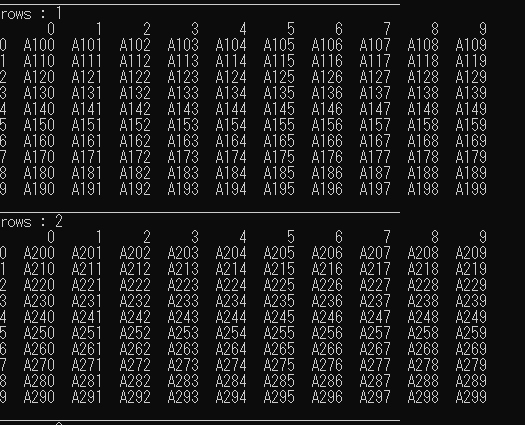 rows : 1
0 1 2 3 4 5 6 7 8 9
0 A100 A101 A102 A103 A104 A105 A106 A107 A108 A109
1 A110 A111 A112 A113 A114 A115 A116 A117 A118 A119
2 A120 A121 A122 A123 A124 A125 A126 A127 A128 A129
3 A130 A131 A132 A133 A134 A135 A136 A137 A138 A139
4 A140 A141 A142 A143 A144 A145 A146 A147 A148 A149
5 A150 A151 A152 A153 A154 A155 A156 A157 A158 A159
6 A160 A161 A162 A163 A164 A165 A166 A167 A168 A169
7 A170 A171 A172 A173 A174 A175 A176 A177 A178 A179
8 A180 A181 A182 A183 A184 A185 A186 A187 A188 A189
9 A190 A191 A192 A193 A194 A195 A196 A197 A198 A199
rows : 2
0 1 2 3 4 5 6 7 8 9
0 A200 A201 A202 A203 A204 A205 A206 A207 A208 A209
1 A210 A211 A212 A213 A214 A215 A216 A217 A218 A219
2 A220 A221 A222 A223 A224 A225 A226 A227 A228 A229
3 A230 A231 A232 A233 A234 A235 A236 A237 A238 A239
4 A240 A241 A242 A243 A244 A245 A246 A247 A248 A249
5 A250 A251 A252 A253 A254 A255 A256 A257 A258 A259
6 A260 A261 A262 A263 A264 A265 A266 A267 A268 A269
7 A270 A271 A272 A273 A274 A275 A276 A277 A278 A279
8 A280 A281 A282 A283 A284 A285 A286 A287 A288 A289
9 A290 A291 A292 A293 A294 A295 A296 A297 A298 A299